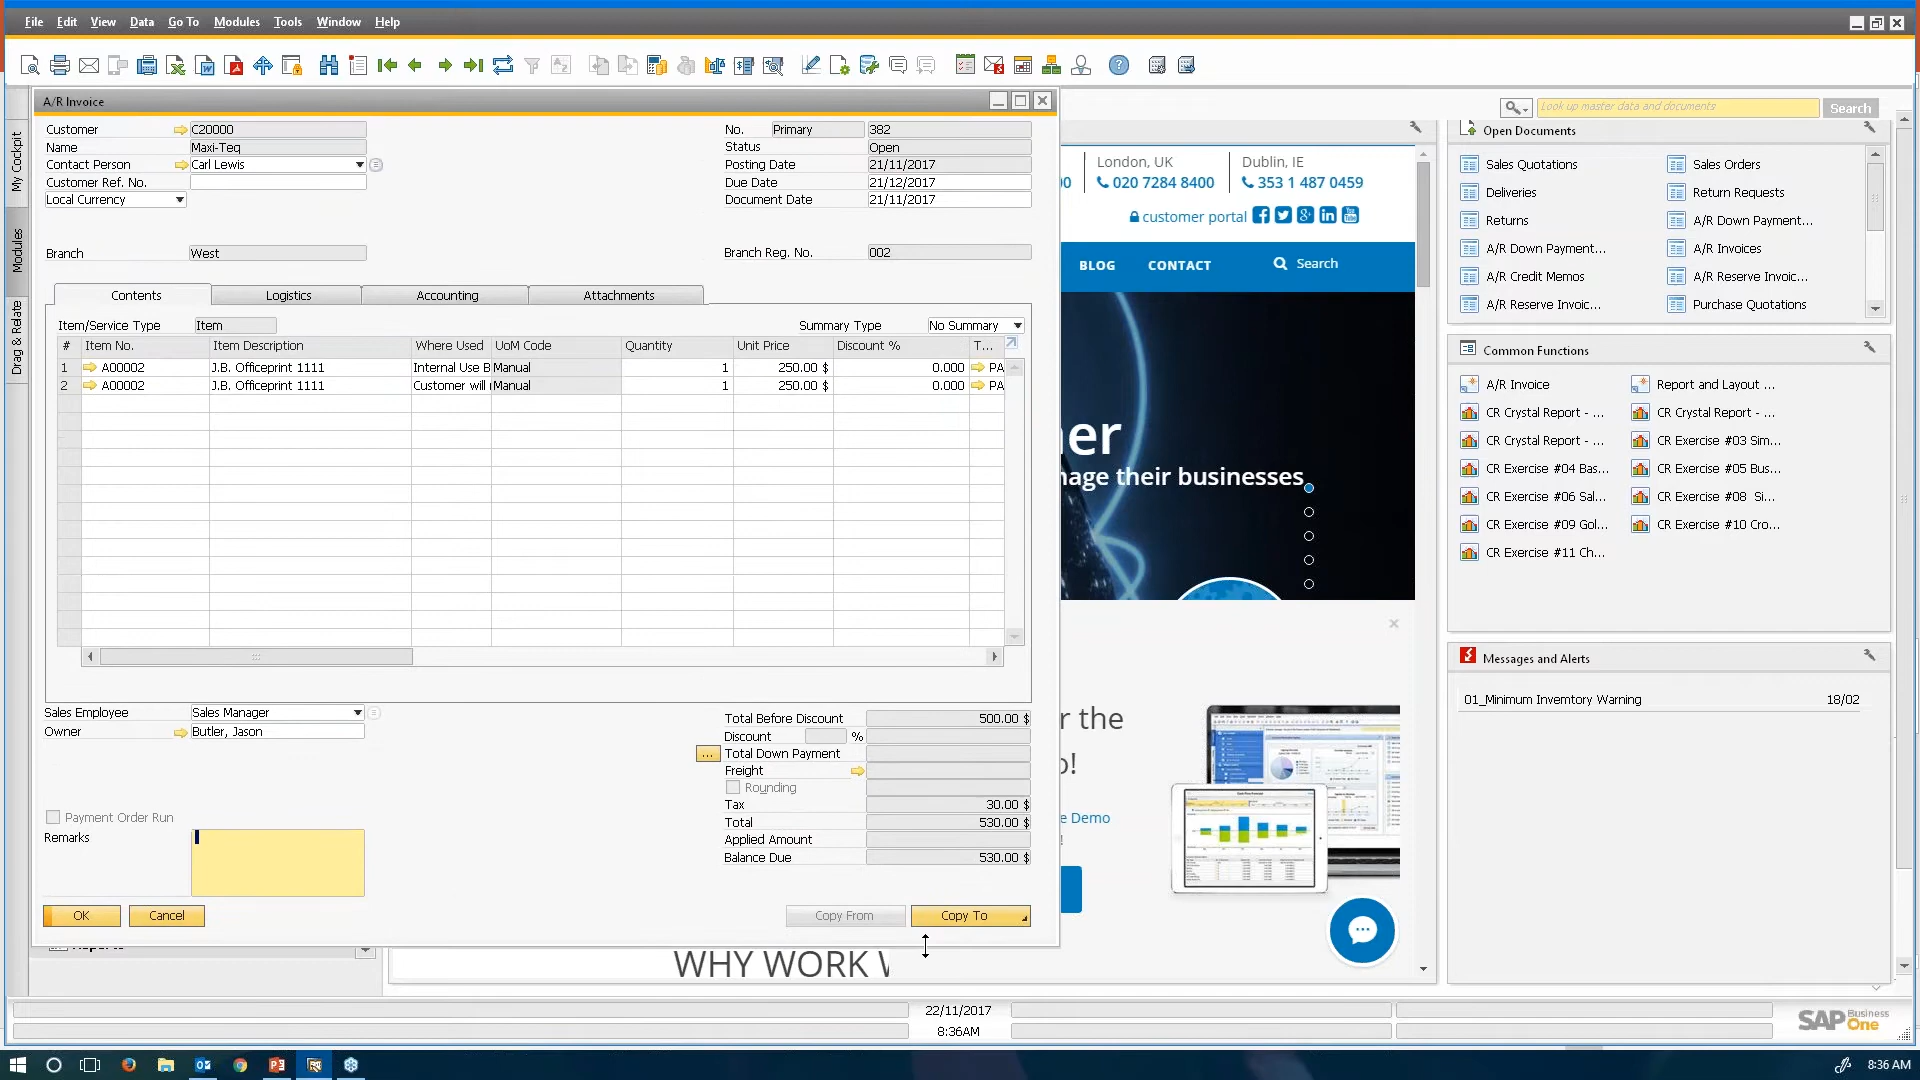 File Edit View Data Go To Modules Tools Window Help
My Cockpit
Modules
Drag & Relate
A/R Invoice
Customer C20000
Name Maxi-Teq
Contact Person Carl Lewis
Customer Ref. No.
Local Currency
No. Primary 382
Status Open
Posting Date 21/11/2017
Due Date 21/12/2017
Document Date 21/11/2017
Branch West
Branch Reg. No. 002
Contents Logistics Accounting Attachments
Item/Service Type Item
Summary Type No Summary
# Item No. Item Description Where Used UoM Code Quantity Unit Price Discount % T...
1 A00002 J.B. Officeprint 1111 Internal Use B Manual 1 250.00 $ 0.000 PA
2 A00002 J.B. Officeprint 1111 Customer will Manual 1 250.00 $ 0.000 PA
Sales Employee Sales Manager
Owner Butler, Jason
Total Before Discount 500.00 $
Discount %
... Total Down Payment
Freight
Rounding
Tax 30.00 $
Total 530.00 $
Applied Amount
Balance Due 530.00 $
Payment Order Run
Remarks
OK Cancel Copy From Copy To
London, UK Dublin, IE
0 020 7284 8400 353 1 487 0459
customer portal
BLOG CONTACT Search
ner
nage their businesses
r the
o!
e Demo
!
WHY WORK W
Look up master data and documents Search
Open Documents
Sales Quotations Sales Orders
Deliveries Return Requests
Returns A/R Down Payment...
A/R Down Payment... A/R Invoices
A/R Credit Memos A/R Reserve Invoic...
A/R Reserve Invoic... Purchase Quotations
Common Functions
A/R Invoice Report and Layout ...
CR Crystal Report - ... CR Crystal Report - ...
CR Crystal Report - ... CR Exercise #03 Sim...
CR Exercise #04 Bas... CR Exercise #05 Bus...
CR Exercise #06 Sal... CR Exercise #08 Si...
CR Exercise #09 Gol... CR Exercise #10 Cro...
CR Exercise #11 Ch...
Messages and Alerts
01_Minimum Invemtory Warning 18/02
22/11/2017
8:36AM
SAP Business One
8:36 AM